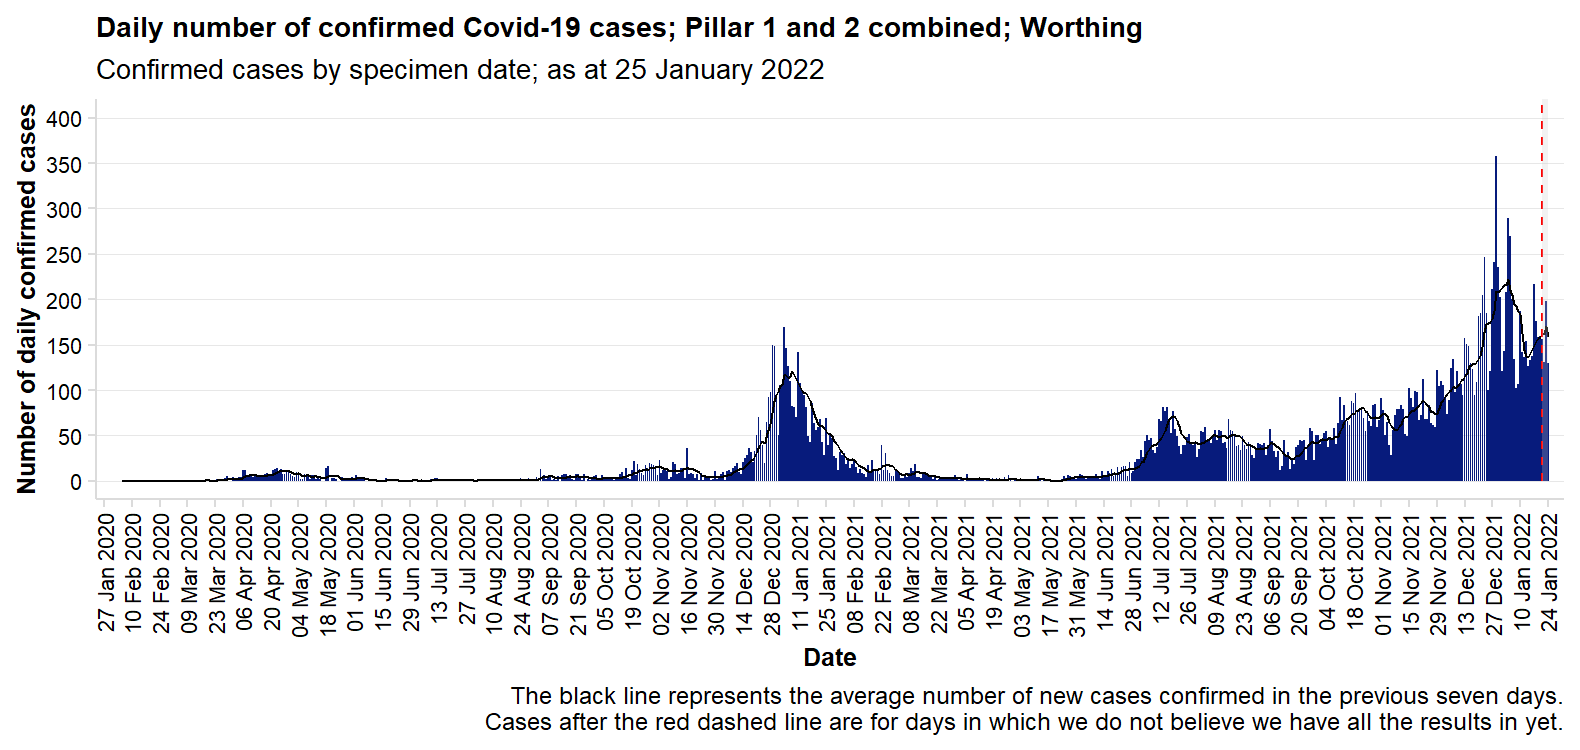 Daily number of confirmed Covid-19 cases; Pillar 1 and 2 combined; Worthing
Confirmed cases by specimen date; as at 25 January 2022
Number of daily confirmed cases
400
350
300
250
200
150
100
50
0
27 Jan 2020
10 Feb 2020
24 Feb 2020
09 Mar 2020
23 Mar 2020
06 Apr 2020
20 Apr 2020
04 May 2020
18 May 2020
01 Jun 2020
15 Jun 2020
29 Jun 2020
13 Jul 2020
27 Jul 2020
10 Aug 2020
24 Aug 2020
07 Sep 2020
21 Sep 2020
05 Oct 2020
19 Oct 2020
02 Nov 2020
16 Nov 2020
30 Nov 2020
14 Dec 2020
28 Dec 2020
11 Jan 2021
25 Jan 2021
08 Feb 2021
22 Feb 2021
08 Mar 2021
22 Mar 2021
05 Apr 2021
19 Apr 2021
03 May 2021
17 May 2021
31 May 2021
14 Jun 2021
28 Jun 2021
12 Jul 2021
26 Jul 2021
09 Aug 2021
23 Aug 2021
06 Sep 2021
20 Sep 2021
04 Oct 2021
18 Oct 2021
01 Nov 2021
15 Nov 2021
29 Nov 2021
13 Dec 2021
27 Dec 2021
10 Jan 2022
24 Jan 2022
Date
The black line represents the average number of new cases confirmed in the previous seven days.
Cases after the red dashed line are for days in which we do not believe we have all the results in yet.